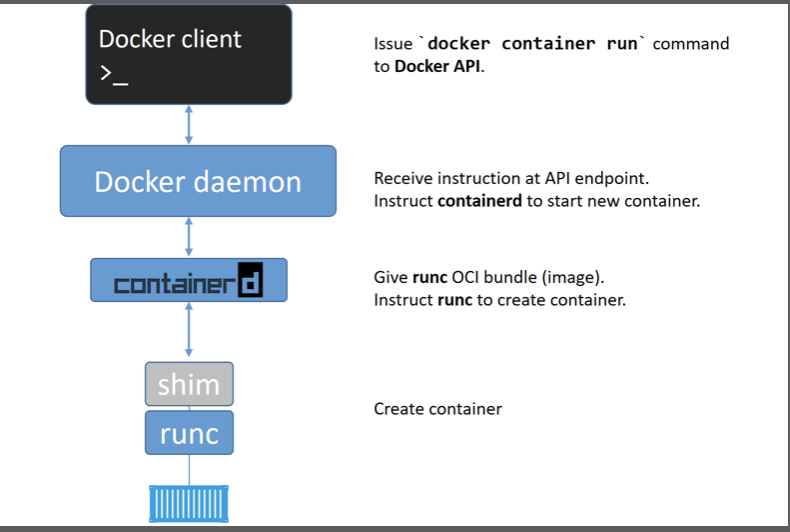 Docker client
>_
Issue `docker container run` command
to Docker API.
Docker daemon
Receive instruction at API endpoint.
Instruct containerd to start new container.
containerd
Give runc OCI bundle (image).
Instruct runc to create container.
shim
runc
Create container